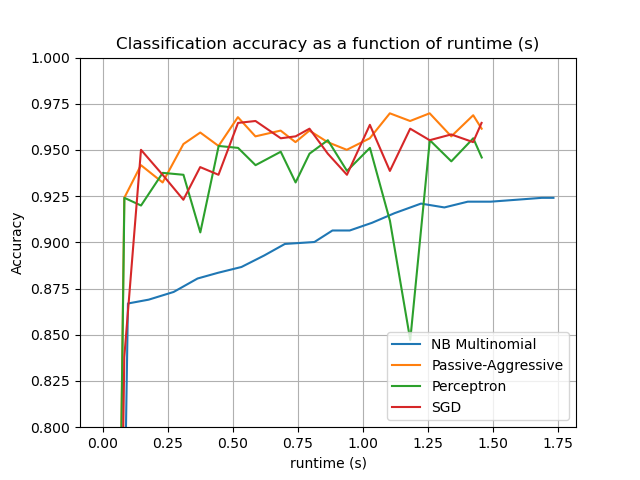 Classification accuracy as a function of runtime (s)
1.000
0.975
0.950
0.925
0.900
0.875
0.850
0.825
0.800
Accuracy
NB Multinomial
Passive-Aggressive
Perceptron
SGD
0.00 0.25 0.50 0.75 1.00 1.25 1.50 1.75
runtime (s)